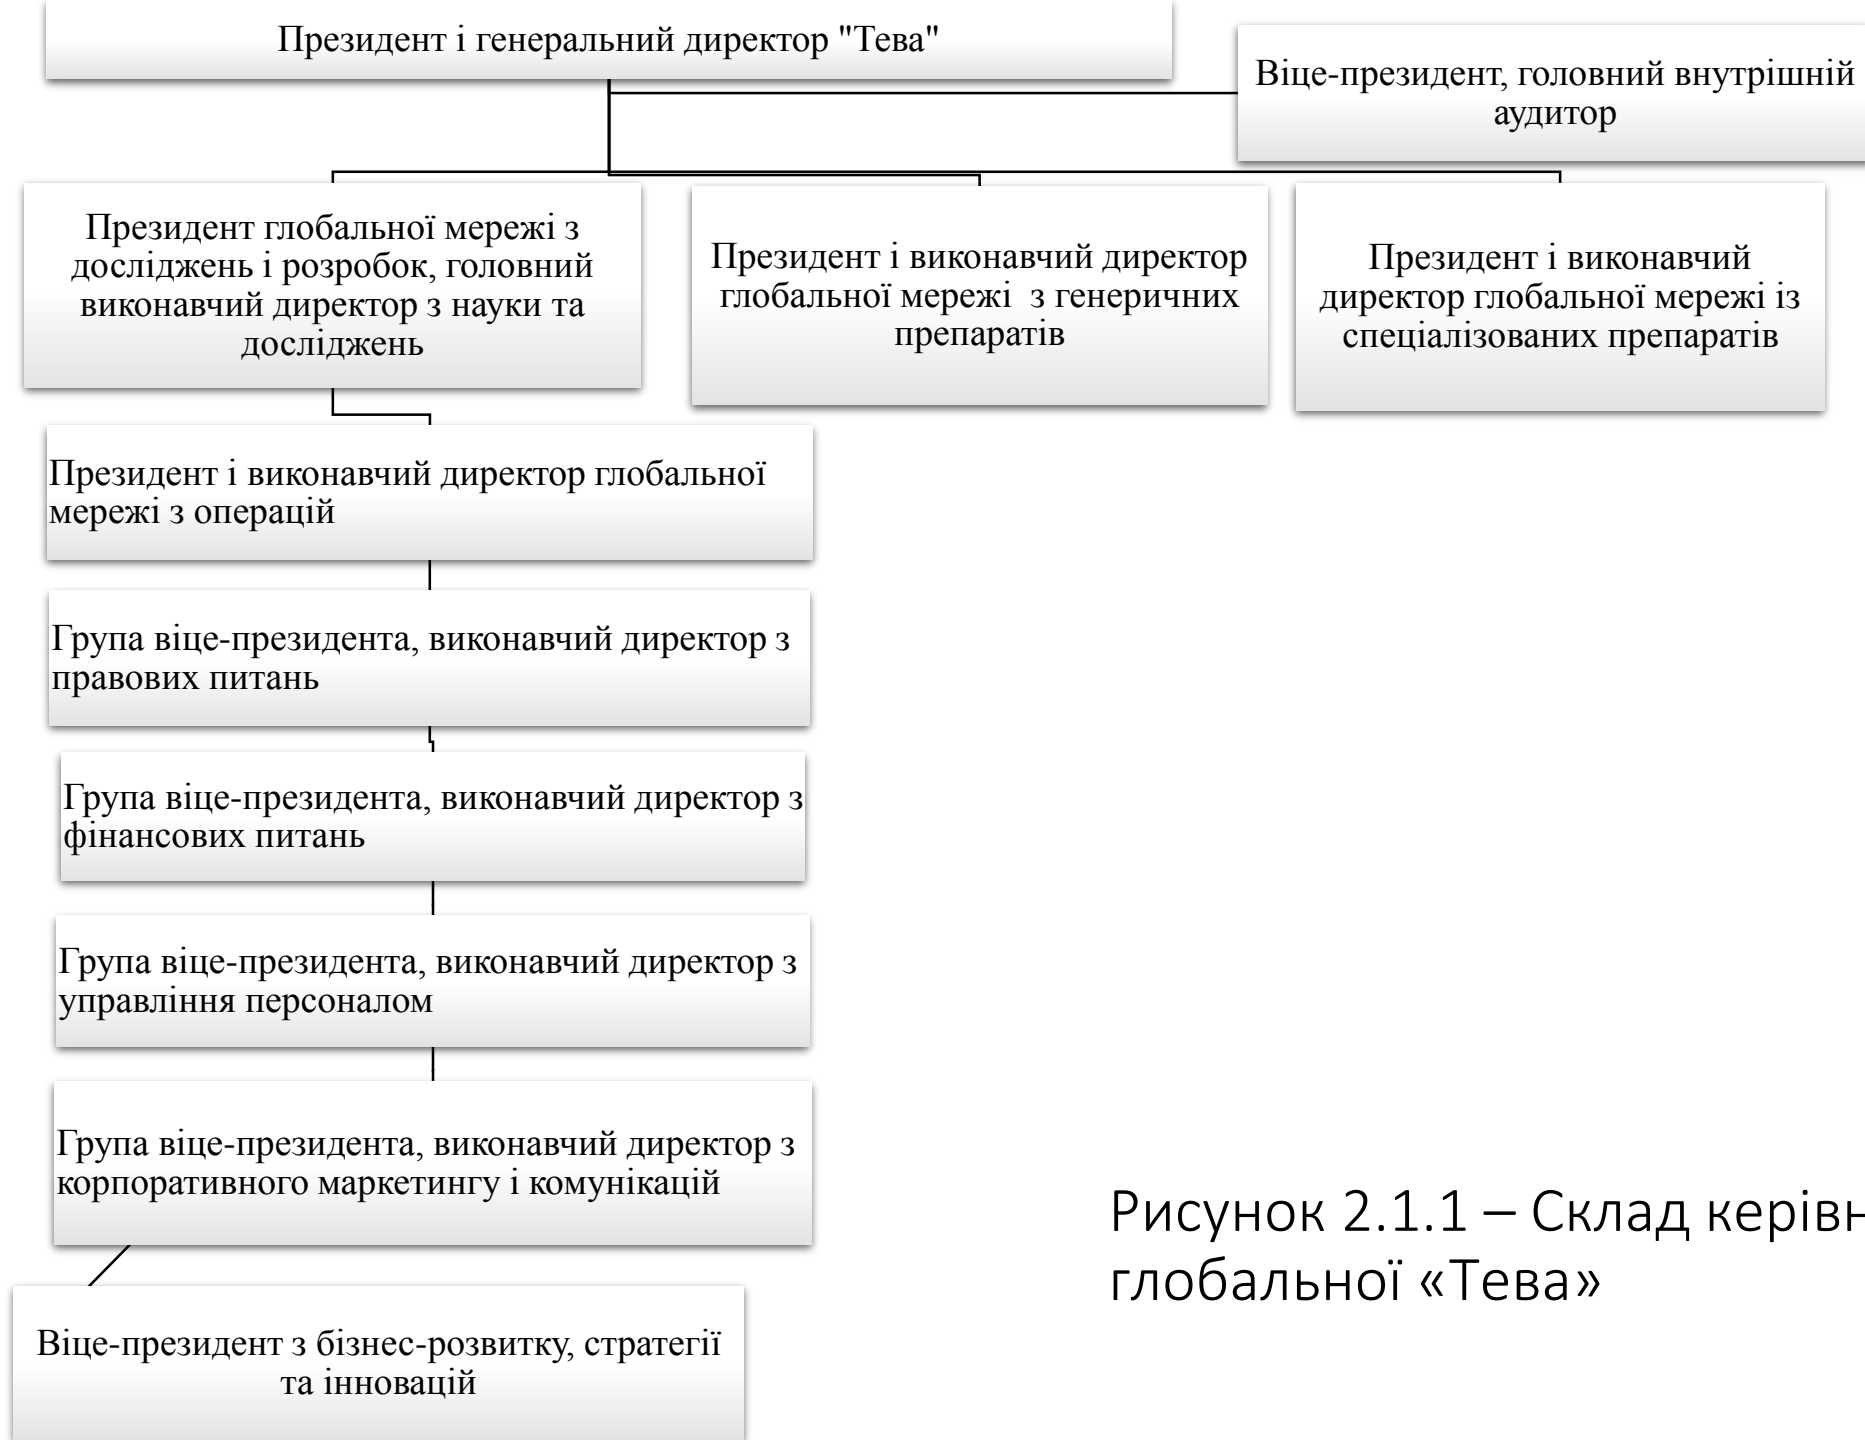 Президент і генеральний директор "Тева"
Віце-президент, головний внутрішній
аудитор
Президент глобальної мережі з
досліджень і розробок, головний
виконавчий директор з науки та
досліджень
Президент і виконавчий директор
глобальної мережі з генеричних
препаратів
Президент і виконавчий
директор глобальної мережі із
спеціалізованих препаратів
Президент і виконавчий директор глобальної
мережі з операцій
Група віце-президента, виконавчий директор з
правових питань
Група віце-президента, виконавчий директор з
фінансових питань
Група віце-президента, виконавчий директор з
управління персоналом
Група віце-президента, виконавчий директор з
корпоративного маркетингу і комунікацій
Віце-президент з бізнес-розвитку, стратегії
та інновацій
Рисунок 2.1.1 – Склад
глобальної «Тева»